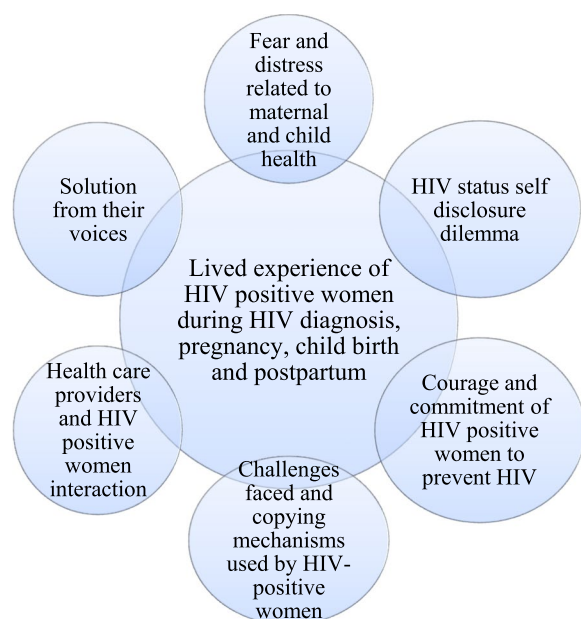 Fear and
distress
related to
maternal
and child
health
HIV status self
disclosure
dilemma
Courage and
commitment of
HIV positive
women to
prevent HIV
Challenges
faced and
copying
mechanisms
used by HIV-
positive
women
Health care
providers
and HIV
positive
women
interaction
Solution
from their
voices
Lived experience of
HIV positive women
during HIV diagnosis,
pregnancy, child birth
and postpartum